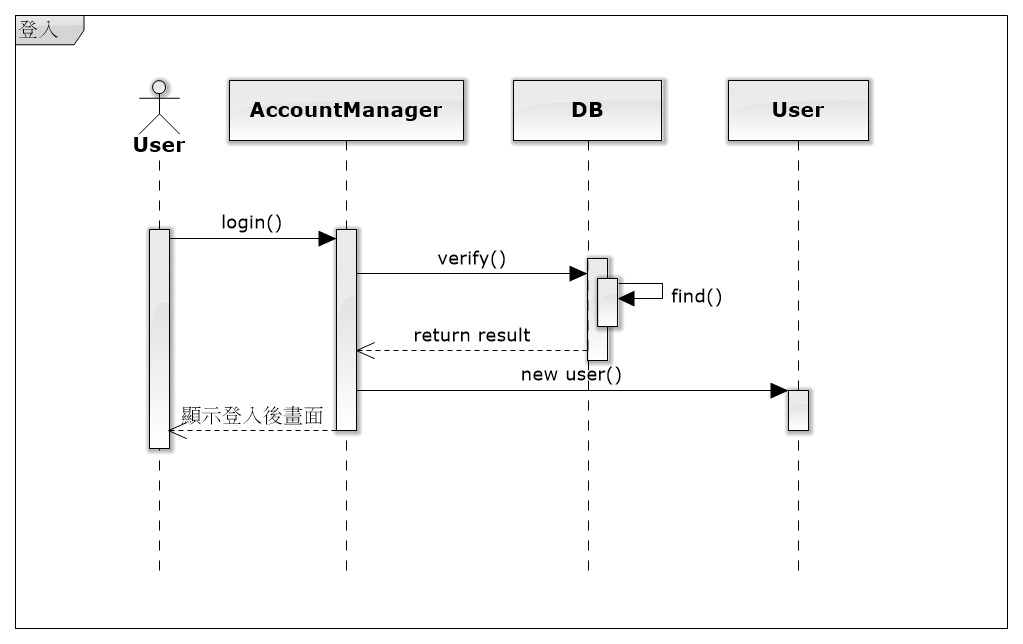 登入
User
AccountManager
DB
User
login()
verify()
find()
return result
new user()
顯示登入後畫面